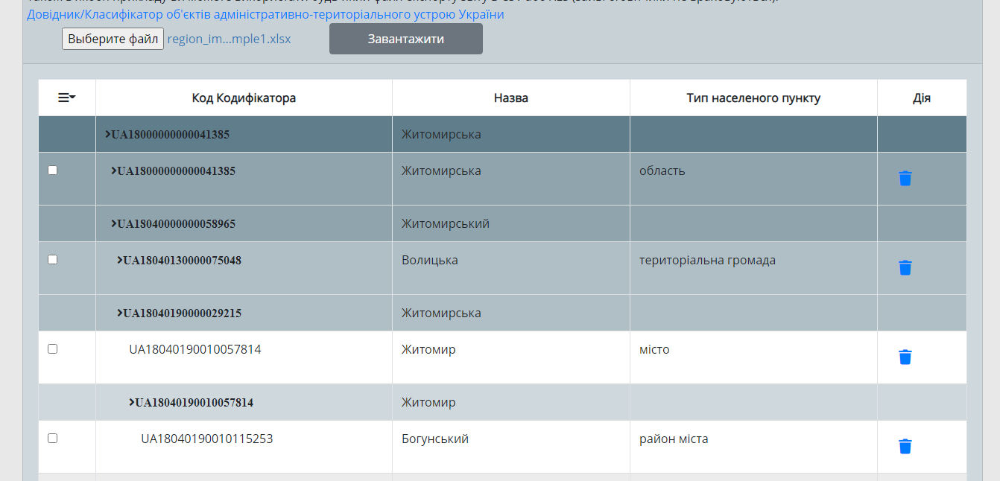 Довідник/Класифікатор об'єктів адміністративно-територіального устрою України
Выберите файл region_im...mple1.xlsx Завантажити
Код Кодифікатора Назва Тип населеного пункту Дія
UA18000000000041385 Житомирська
UA18000000000041385 Житомирська область
UA18040000000058965 Житомирський
UA18040130000075048 Волицька територіальна громада
UA18040190000029215 Житомирська
UA18040190010057814 Житомир місто
UA18040190010057814 Житомир
UA18040190010115253 Богунський район міста